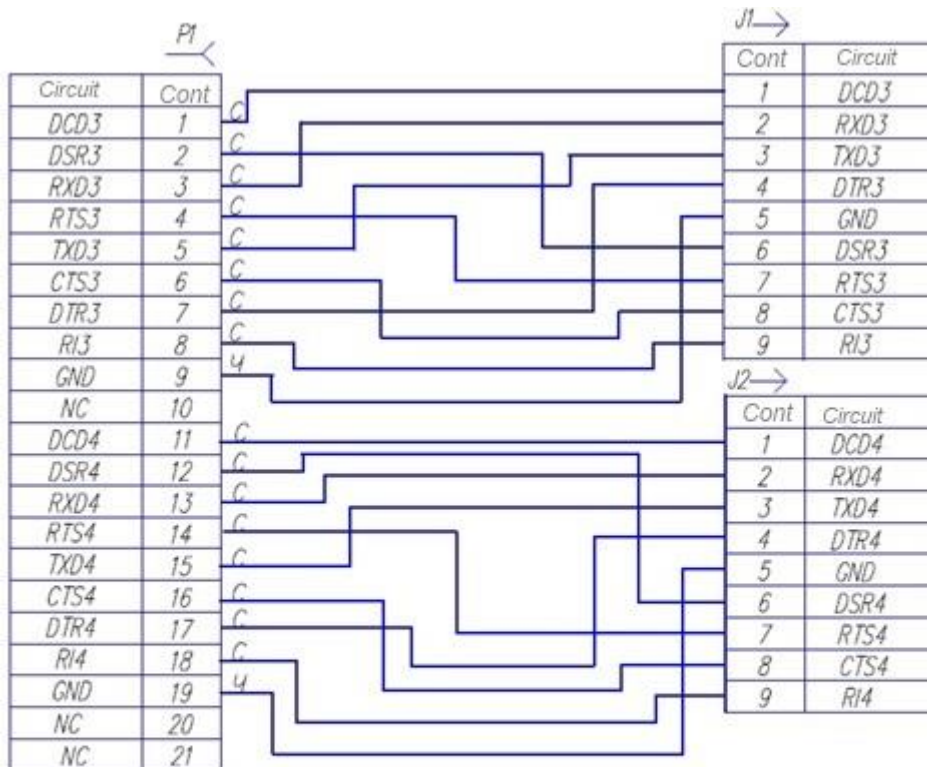 P1
Circuit Cont
DCD3 1 С
DSR3 2 С
RXD3 3 С
RTS3 4 С
TXD3 5 С
CTS3 6 С
DTR3 7 С
RI3 8 С
GND 9 Ч
NC 10
DCD4 11 С
DSR4 12 С
RXD4 13 С
RTS4 14 С
TXD4 15 С
CTS4 16 С
DTR4 17 С
RI4 18 С
GND 19 Ч
NC 20
NC 21
J1
Cont Circuit
1 DCD3
2 RXD3
3 TXD3
4 DTR3
5 GND
6 DSR3
7 RTS3
8 CTS3
9 RI3
J2
Cont Circuit
1 DCD4
2 RXD4
3 TXD4
4 DTR4
5 GND
6 DSR4
7 RTS4
8 CTS4
9 RI4